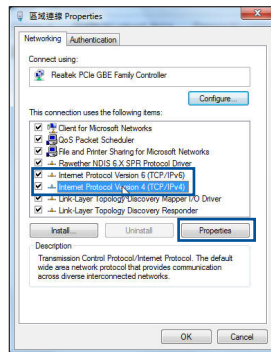 區域連線 Properties
Networking Authentication
Connect using:
Realtek PCIe GBE Family Controller
Configure...
This connection uses the following items:
Client for Microsoft Networks
QoS Packet Scheduler
File and Printer Sharing for Microsoft Networks
Rawether NDIS 6.X SPR Protocol Driver
Internet Protocol Version 6 (TCP/IPv6)
Internet Protocol Version 4 (TCP/IPv4)
Link-Layer Topology Discovery Mapper I/O Driver
Link-Layer Topology Discovery Responder
Install... Uninstall Properties
Description
Transmission Control Protocol/Internet Protocol. The default
wide area network protocol that provides communication
across diverse interconnected networks.
OK Cancel